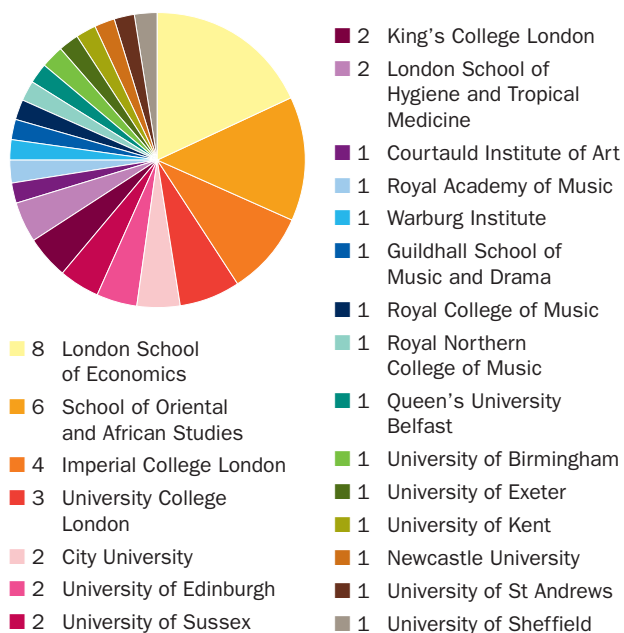 8 London School
of Economics
6 School of Oriental
and African Studies
4 Imperial College London
3 University College
London
2 City University
2 University of Edinburgh
2 University of Sussex
2 King’s College London
2 London School of
Hygiene and Tropical
Medicine
1 Courtauld Institute of Art
1 Royal Academy of Music
1 Warburg Institute
1 Guildhall School of
Music and Drama
1 Royal College of Music
1 Royal Northern
College of Music
1 Queen’s University
Belfast
1 University of Birmingham
1 University of Exeter
1 University of Kent
1 Newcastle University
1 University of St Andrews
1 University of Sheffield